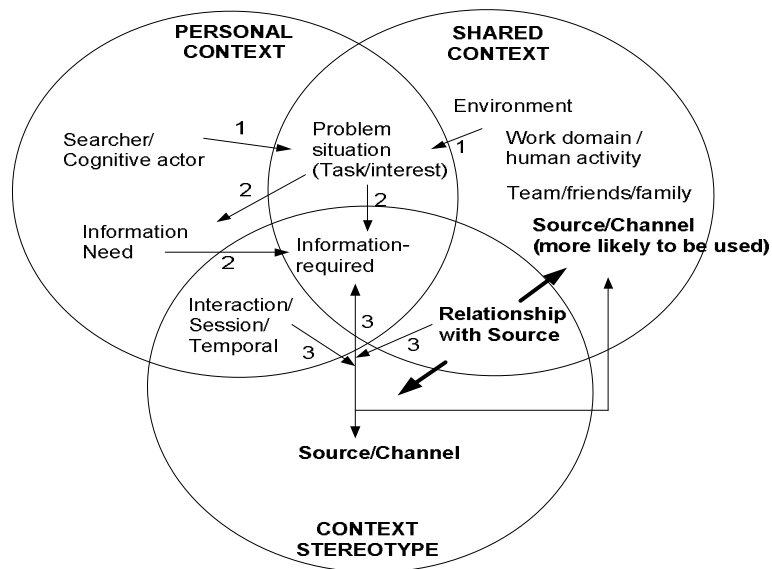 PERSONAL
CONTEXT
SHARED
CONTEXT
Environment
1
Searcher/
Cognitive actor
Problem
situation
(Task/interest)
1
Work domain /
human activity
2
2
Team/friends/family
Information
Need
2
Information-
required
Source/Channel
(more likely to be used)
Interaction/
Session/
Temporal
3
3
3
Relationship
with Source
Source/Channel
CONTEXT
STEREOTYPE